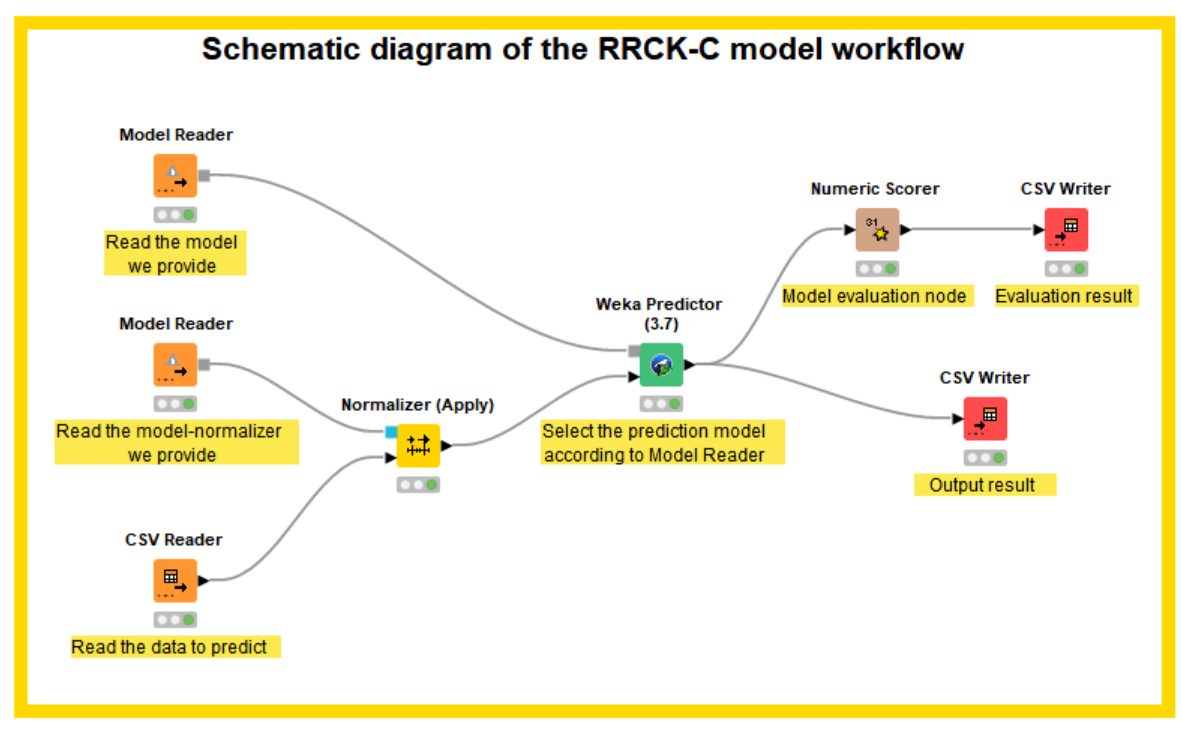 Schematic diagram of the RRCK-C model workflow
Model Reader
Read the model
we provide
Model Reader
Read the model-normalizer
we provide
CSV Reader
Read the data to predict
Normalizer (Apply)
Weka Predictor
(3.7)
Select the prediction model
according to Model Reader
Numeric Scorer
31
Model evaluation node
CSV Writer
Evaluation result
CSV Writer
Output result